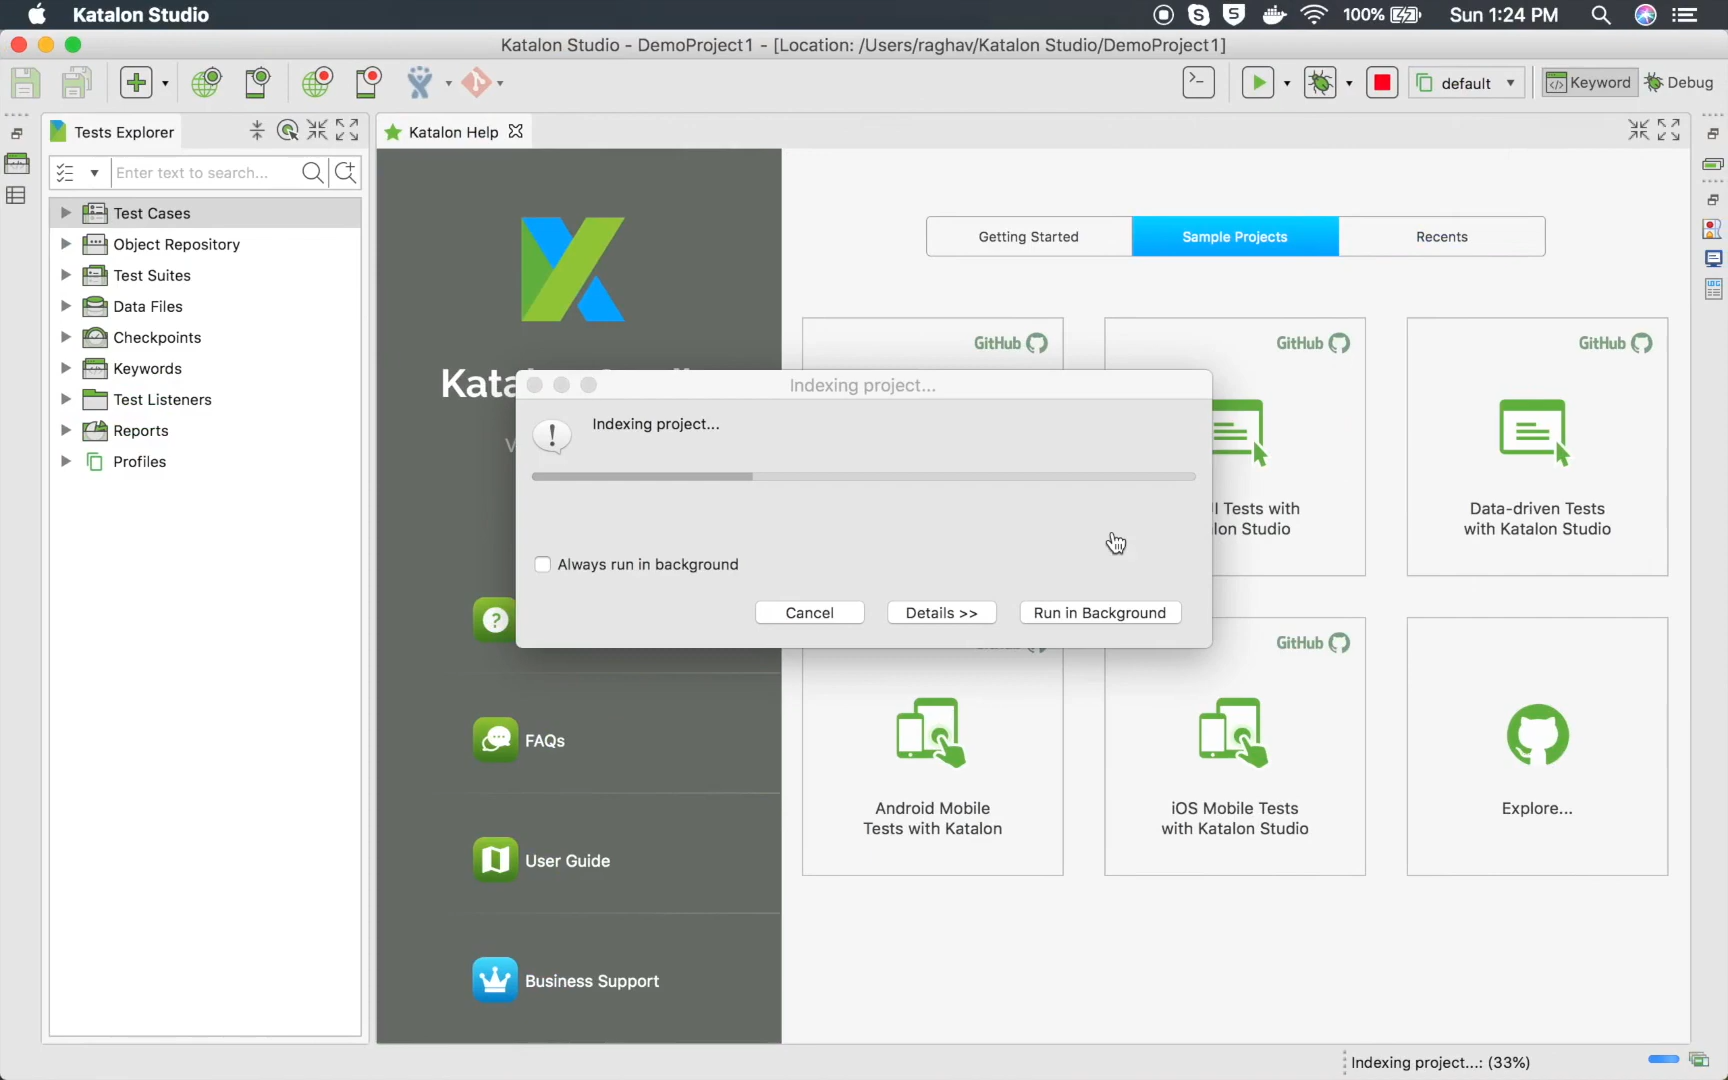 Katalon Studio
100%
Sun 1:24 PM
Katalon Studio - DemoProject1 - [Location: /Users/raghav/Katalon Studio/DemoProject1]
default
Keyword
Debug
Tests Explorer
Katalon Help
Enter text to search...
Test Cases
Object Repository
Test Suites
Data Files
Checkpoints
Keywords
Test Listeners
Reports
Profiles
Getting Started
Sample Projects
Recents
GitHub
GitHub
GitHub
Indexing project...
Indexing project...
Always run in background
Cancel
Details >>
Run in Background
I Tests with
lon Studio
Data-driven Tests
with Katalon Studio
GitHub
FAQs
User Guide
Business Support
Android Mobile
Tests with Katalon
iOS Mobile Tests
with Katalon Studio
Explore...
Indexing project...: (33%)